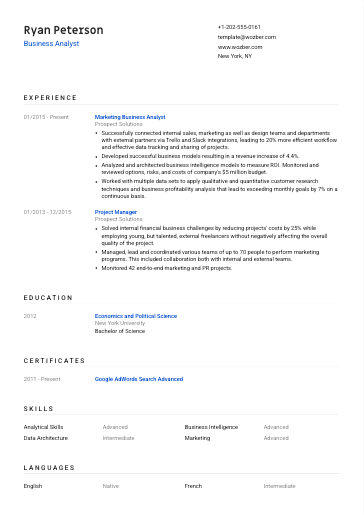 Ryan Peterson
Business Analyst
+1-202-555-0161
template@wozber.com
www.wozber.com
New York, NY
EXPERIENCE
01/2015 - Present
Marketing Business Analyst
Prospect Solutions
• Successfully connected internal sales, marketing as well as design teams and departments
with external partners via Trello and Slack integrations, leading to 20% more efficient workflow
and effective data tracking and sharing of projects.
• Developed successful business models resulting in a revenue increase of 4.4%.
• Analyzed and architected business intelligence models to measure ROI. Monitored and
reviewed options, risks, and costs of company's $5 million budget.
• Worked with multiple data sets to apply qualitative and quantitative customer research
techniques and business profitability analysis that lead to exceeding monthly goals by 7% on a
continuous basis.
01/2013 - 12/2015
Project Manager
Prospect Solutions
• Solved internal financial business challenges by reducing projects' costs by 25% while
employing young, but talented, external freelancers without negatively affecting the overall
quality of the project.
• Managed, lead and coordinated various teams of up to 70 people to perform marketing
programs. This included collaboration both with internal and external teams.
• Monitored 42 end-to-end marketing and PR projects.
EDUCATION
2012
Economics and Political Science
New York University
Bachelor of Science
CERTIFICATES
2011 - Present
Google AdWords Search Advanced
SKILLS
Analytical Skills Advanced Business Intelligence Advanced
Data Architecture Intermediate Marketing Advanced
LANGUAGES
English Native French Intermediate